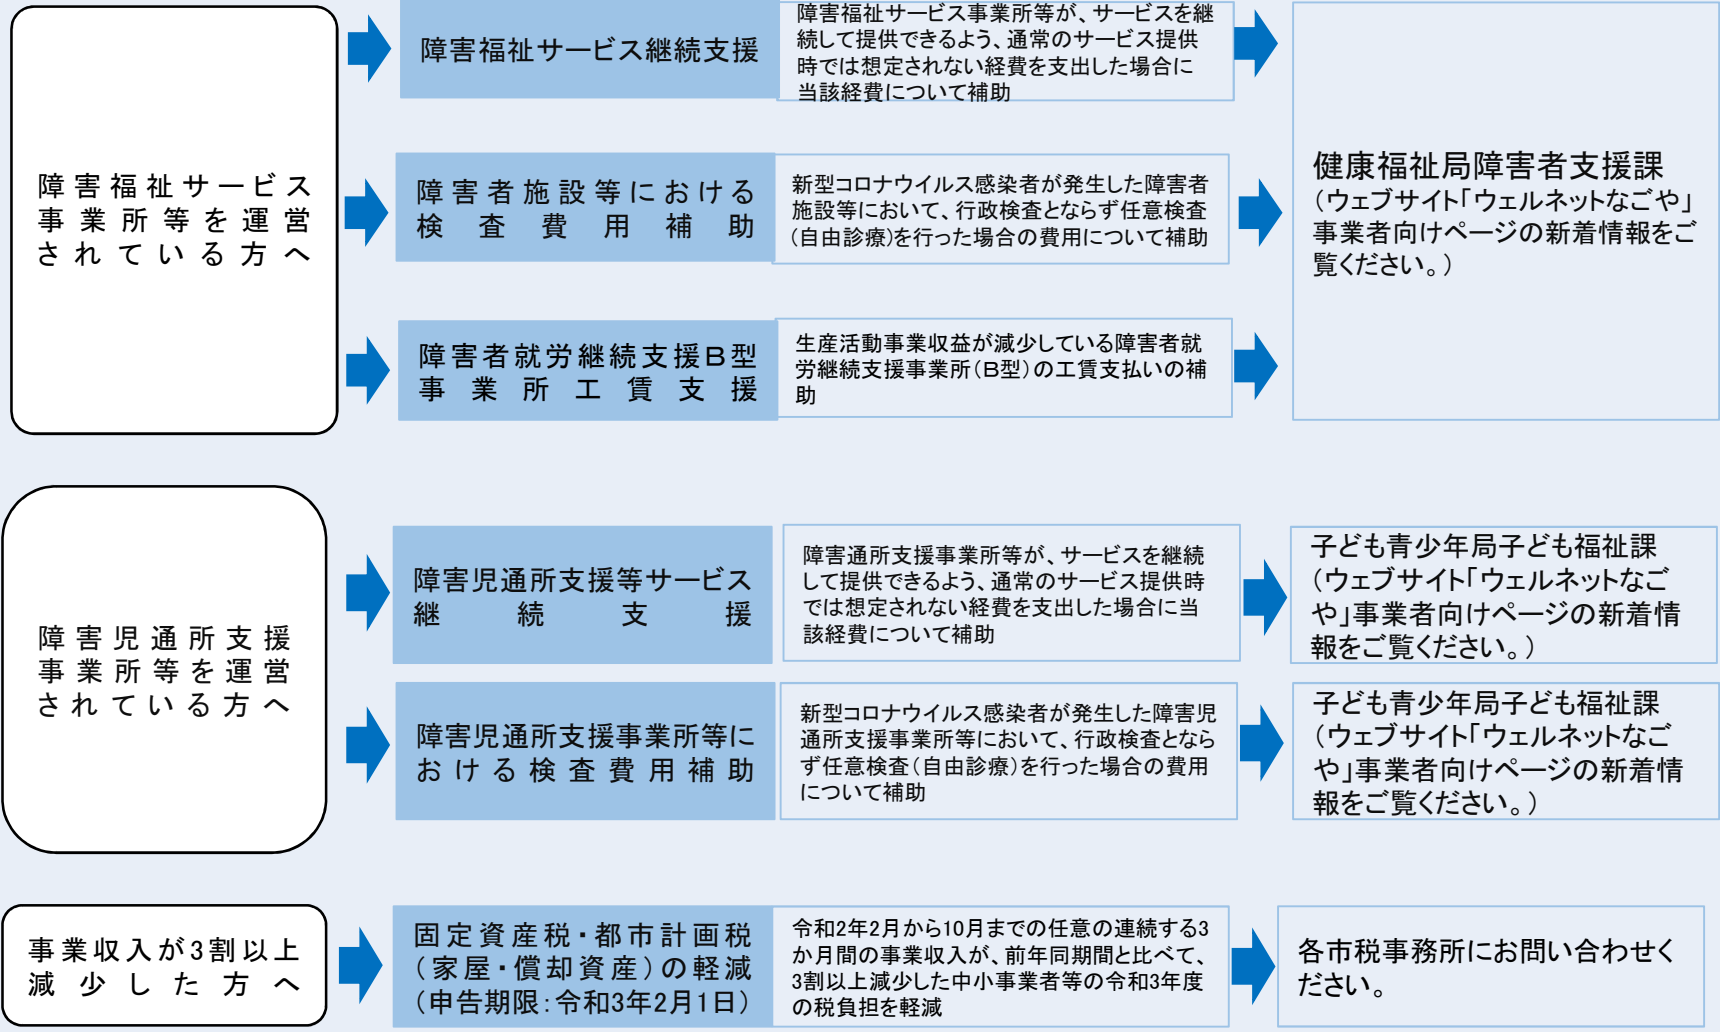 障害福祉サービス
事業所等を運営
されている方へ
障害福祉サービス継続支援
障害福祉サービス事業所等が、サービスを継
続して提供できるよう、通常のサービス提供
時では想定されない経費を支出した場合に
当該経費について補助
障害者施設等における
検査費用補助
新型コロナウイルス感染者が発生した障害者
施設等において、行政検査とならず任意検査
(自由診療)を行った場合の費用について補助
障害者就労継続支援B型
事業所工賃支援
生産活動事業収益が減少している障害者就
労継続支援事業所(B型)の工賃支払いの補
助
健康福祉局障害者支援課
(ウェブサイト「ウェルネットなごや」
事業者向けページの新着情報をご
覧ください。)
障害児通所支援
事業所等を運営
されている方へ
障害児通所支援等サービス
継続支援
障害通所支援事業所等が、サービスを継続
して提供できるよう、通常のサービス提供時
では想定されない経費を支出した場合に当
該経費について補助
子ども青少年局子ども福祉課
(ウェブサイト「ウェルネットなご
や」事業者向けページの新着情
報をご覧ください。)
障害児通所支援事業所等に
おける検査費用補助
新型コロナウイルス感染者が発生した障害児
通所支援事業所等において、行政検査となら
ず任意検査(自由診療)を行った場合の費用
について補助
子ども青少年局子ども福祉課
(ウェブサイト「ウェルネットなご
や」事業者向けページの新着情
報をご覧ください。)
事業収入が3割以上
減少した方へ
固定資産税・都市計画税
(家屋・償却資産)の軽減
(申告期限:令和3年2月1日)
令和2年2月から10月までの任意の連続する3
か月間の事業収入が、前年同期間と比べて、
3割以上減少した中小事業者等の令和3年度
の税負担を軽減
各市税事務所にお問い合わせく
ださい。